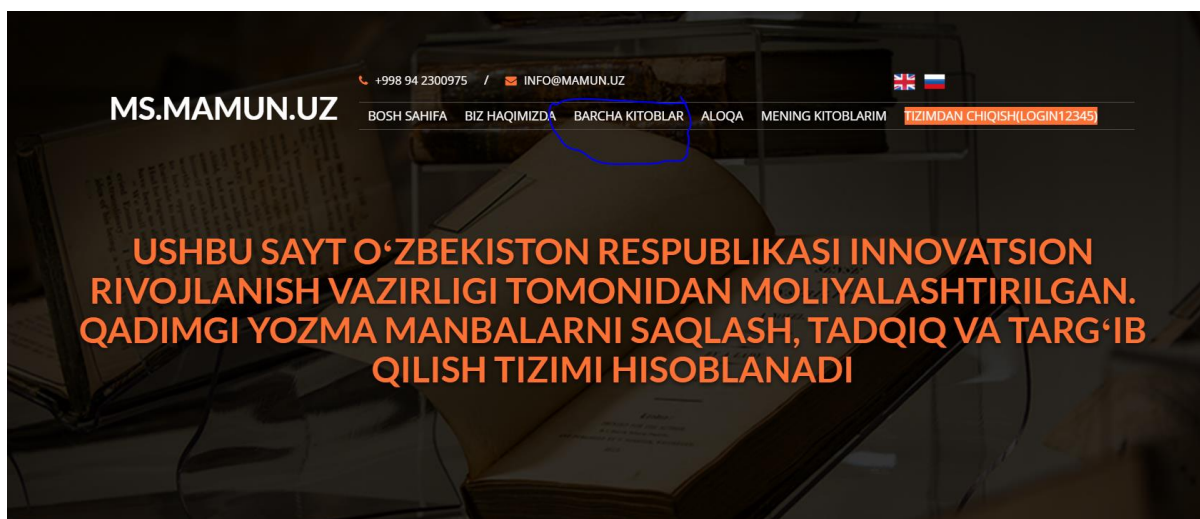 +998 94 2300975 / INFO@MAMUN.UZ
MS.MAMUN.UZ
BOSH SAHIFA BIZ HAQIMIZDA BARCHA KITOBLAR ALOQA MENING KITOBLARIM TIZIMDAN CHIQISH(LOGIN12345)
USHBU SAYT O‘ZBEKISTON RESPUBLIKASI INNOVATSION
RIVOJLANISH VAZIRLIGI TOMONIDAN MOLIYALASHTIRILGAN.
QADIMGI YOZMA MANBALARNI SAQLASH, TADQIQ VA TARG‘IB
QILISH TIZIMI HISOBLANADI